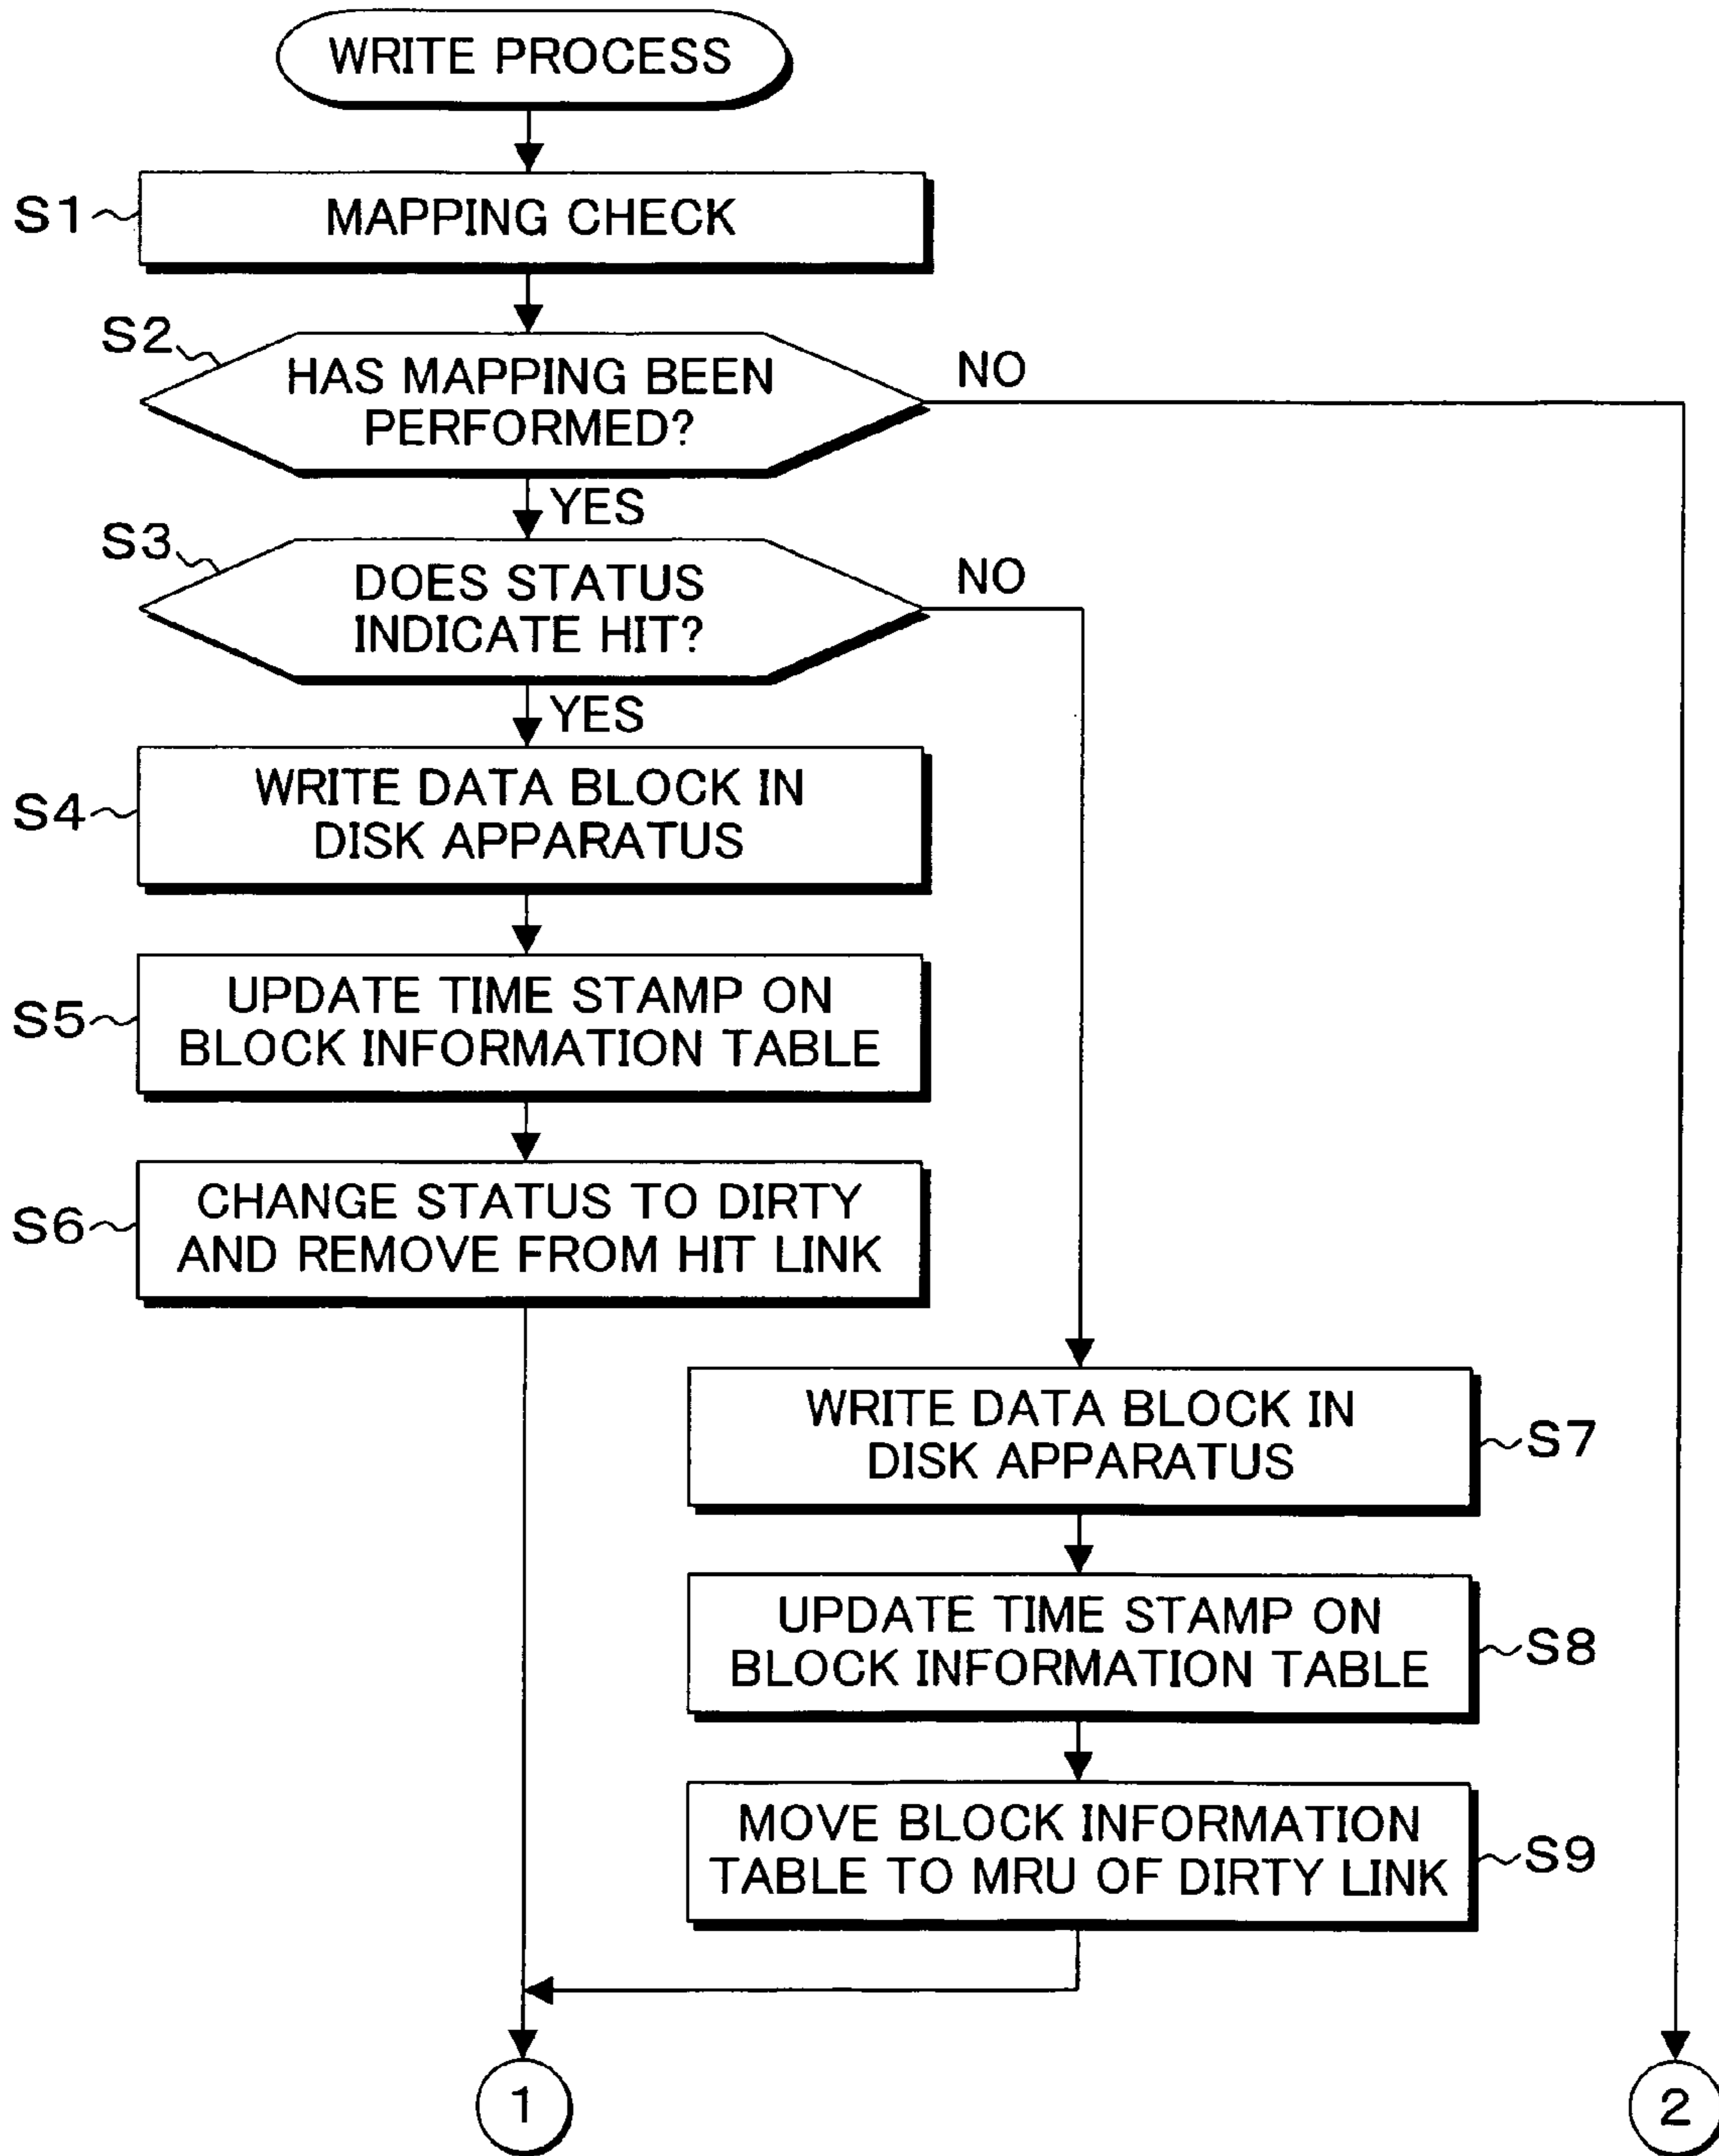 WRITE PROCESS
S1
MAPPING CHECK
S2
HAS MAPPING BEEN
PERFORMED?
NO
YES
S3
DOES STATUS
INDICATE HIT?
NO
YES
S4
WRITE DATA BLOCK IN
DISK APPARATUS
S5
UPDATE TIME STAMP ON
BLOCK INFORMATION TABLE
S6
CHANGE STATUS TO DIRTY
AND REMOVE FROM HIT LINK
WRITE DATA BLOCK IN
DISK APPARATUS
S7
UPDATE TIME STAMP ON
BLOCK INFORMATION TABLE
S8
MOVE BLOCK INFORMATION
TABLE TO MRU OF DIRTY LINK
S9
1
2